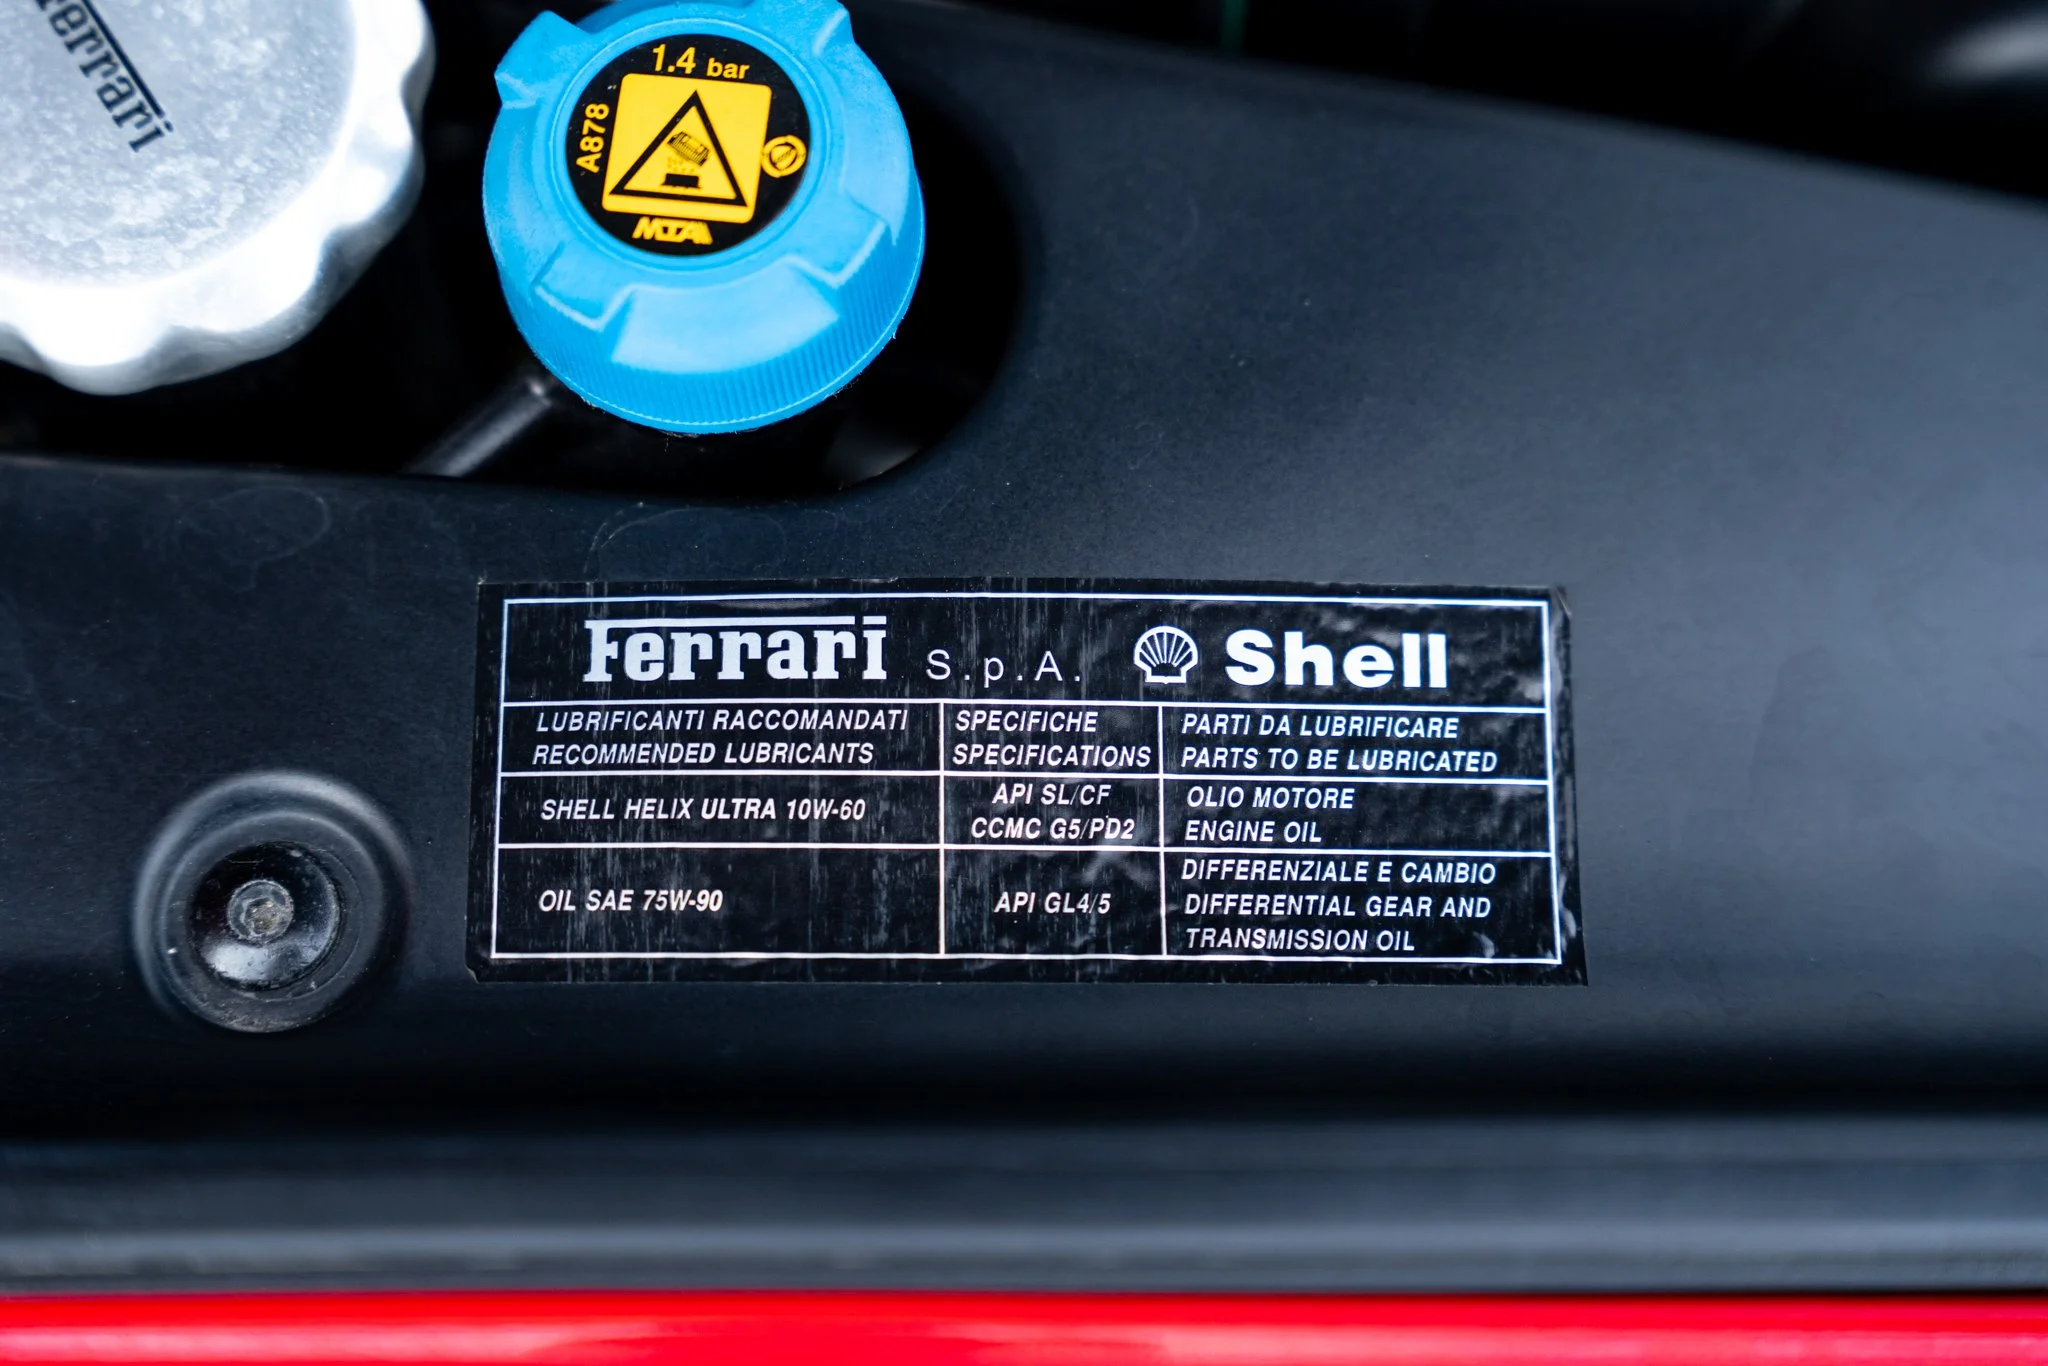 Ferrari
1.4 bar
A878
MTA
Ferrari S.p.A. Shell
LUBRIFICANTI RACCOMANDATI
RECOMMENDED LUBRICANTS
SPECIFICHE
SPECIFICATIONS
PARTI DA LUBRIFICARE
PARTS TO BE LUBRICATED
SHELL HELIX ULTRA 10W-60
API SL/CF
CCMC G5/PD2
OLIO MOTORE
ENGINE OIL
OIL SAE 75W-90
API GL4/5
DIFFERENZIALE E CAMBIO
DIFFERENTIAL GEAR AND
TRANSMISSION OIL